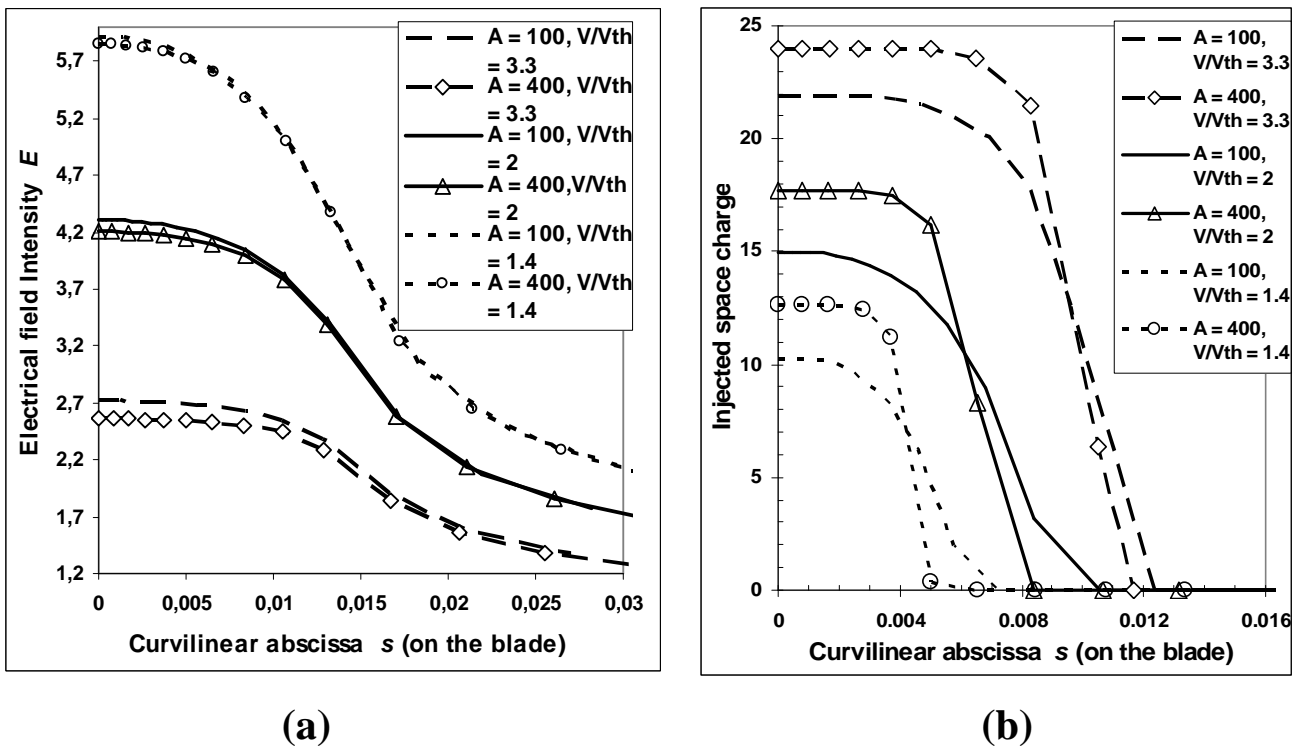 Electrical field Intensity E
5,7
5,2
4,7
4,2
3,7
3,2
2,7
2,2
1,7
1,2
0
0,005
0,01
0,015
0,02
0,025
0,03
Curvilinear abscissa s (on the blade)
A = 100, V/Vth
= 3.3
A = 400, V/Vth
= 3.3
A = 100, V/Vth
= 2
A = 400,V/Vth
= 2
A = 100, V/Vth
= 1.4
A = 400, V/Vth
= 1.4
(a)
Injected space charge
25
20
15
10
5
0
0
0.004
0.008
0.012
0.016
Curvilinear abscissa s (on the blade)
A = 100,
V/Vth = 3.3
A = 400,
V/Vth = 3.3
A = 100,
V/Vth = 2
A = 400,
V/Vth = 2
A = 100,
V/Vth = 1.4
A = 400,
V/Vth = 1.4
(b)